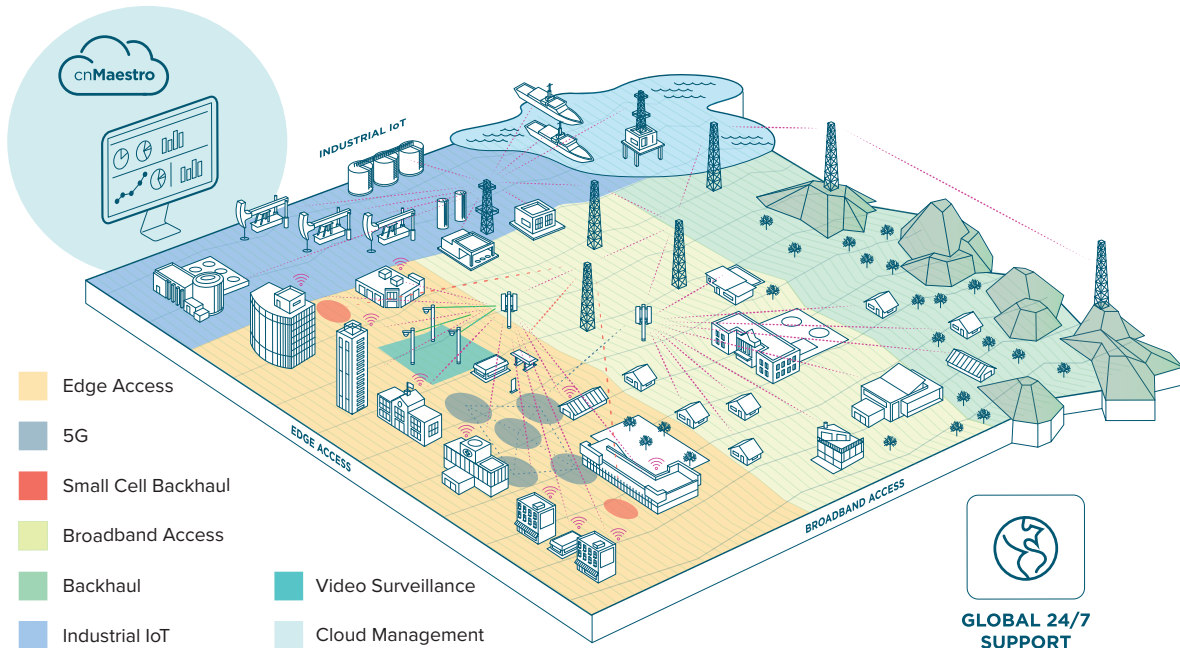 cnMaestro
INDUSTRIAL IoT
EDGE ACCESS
BROADBAND ACCESS
Edge Access
5G
Small Cell Backhaul
Broadband Access
Backhaul
Industrial IoT
Video Surveillance
Cloud Management
GLOBAL 24/7
SUPPORT